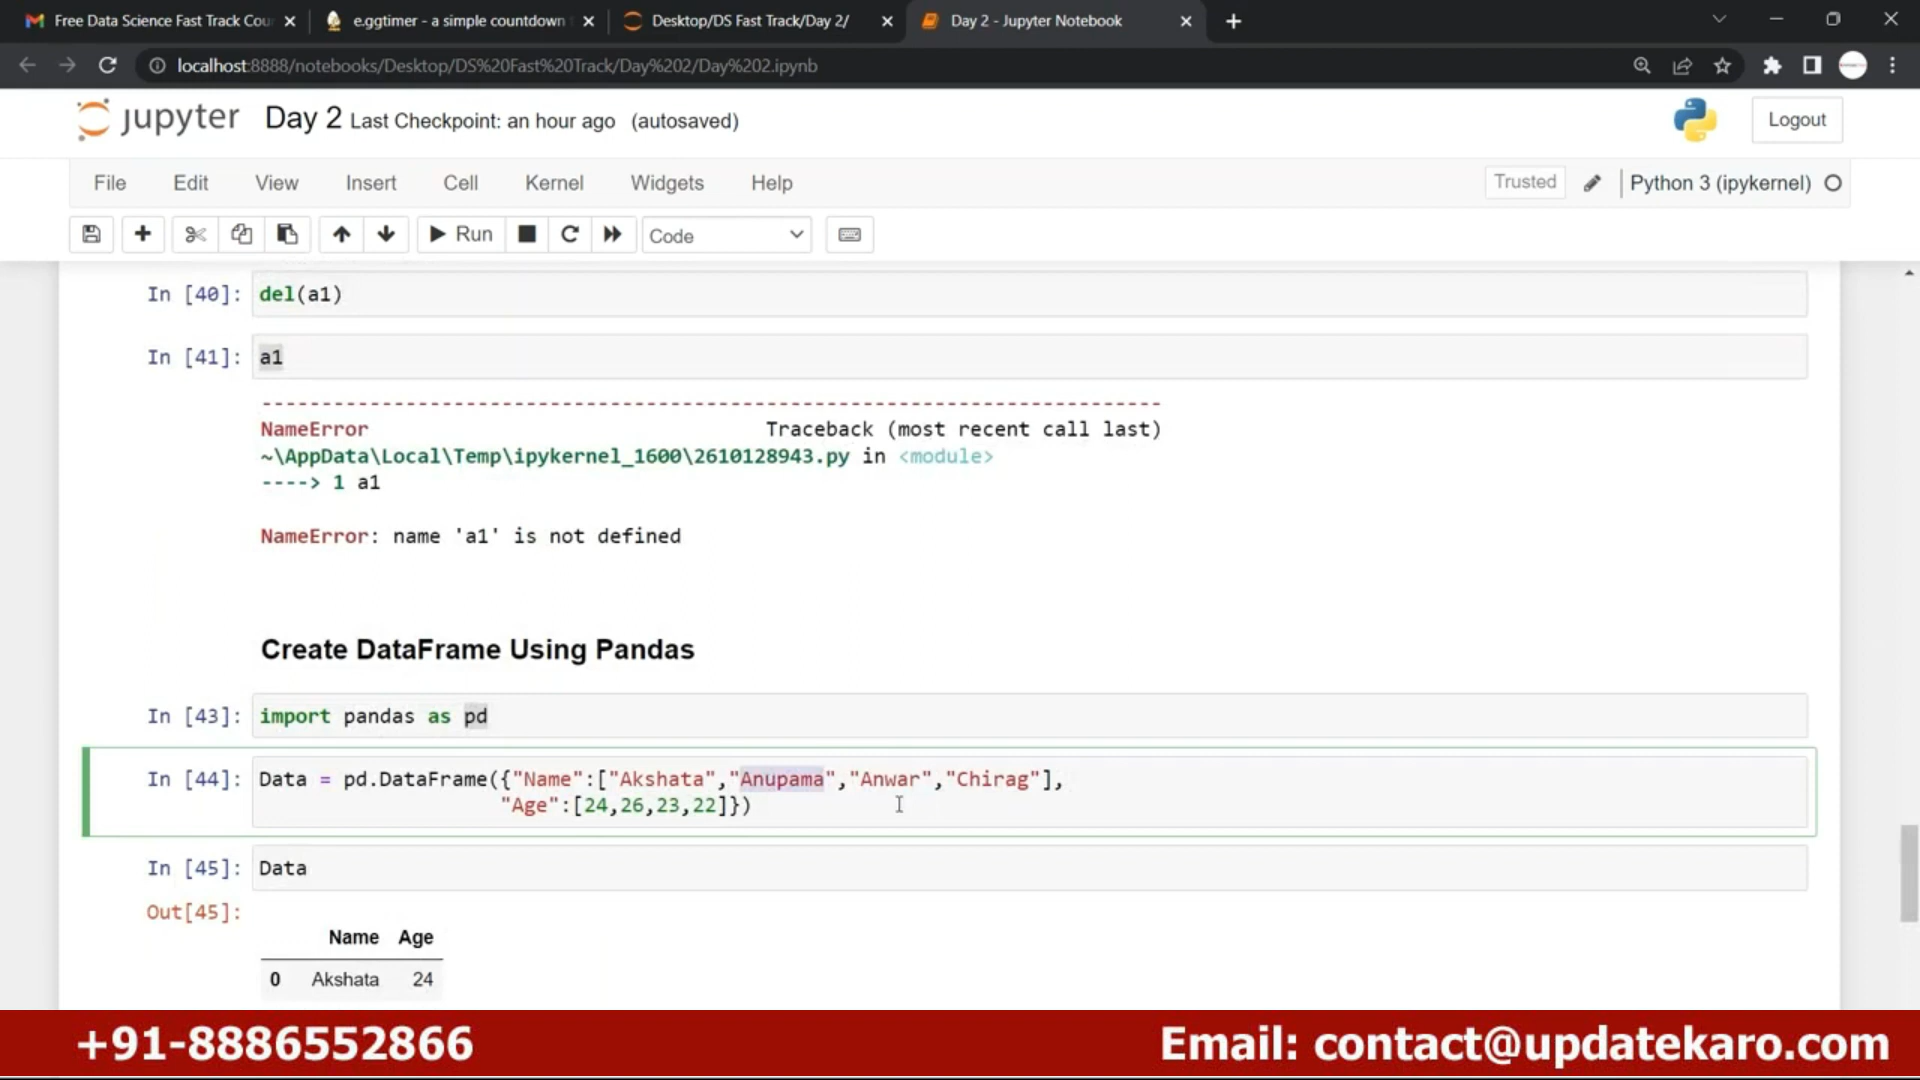 Free Data Science Fast Track Cou
e.ggtimer - a simple countdown
Desktop/DS Fast Track/Day 2/
Day 2 - Jupyter Notebook
localhost:8888/notebooks/Desktop/DS%20Fast%20Track/Day%202/Day%202.ipynb
jupyter Day 2 Last Checkpoint: an hour ago (autosaved)
Logout
File Edit View Insert Cell Kernel Widgets Help
Trusted Python 3 (ipykernel)
Run Code
In [40]: del(a1)
In [41]: a1
---------------------------------------------------------------------------
NameError Traceback (most recent call last)
~\AppData\Local\Temp\ipykernel_1600\2610128943.py in <module>
----> 1 a1
NameError: name 'a1' is not defined
Create DataFrame Using Pandas
In [43]: import pandas as pd
In [44]: Data = pd.DataFrame({"Name":["Akshata","Anupama","Anwar","Chirag"],
"Age":[24,26,23,22]})
In [45]: Data
Out[45]:
Name Age
0 Akshata 24
+91-8886552866
Email: contact@updatekaro.com